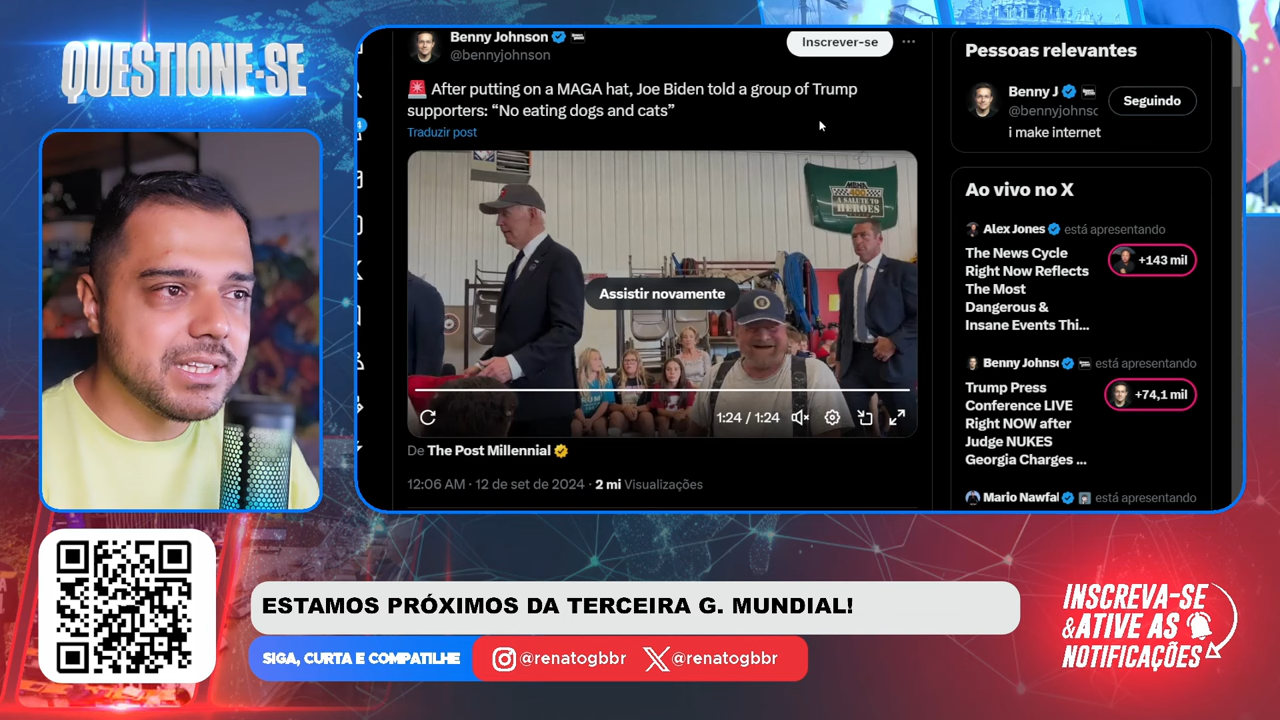 QUESTIONE-SE
Benny Johnson
@bennyjohnson
Inscrever-se
🚨 After putting on a MAGA hat, Joe Biden told a group of Trump
supporters: “No eating dogs and cats”
Traduzir post
MBNA
400
A SALUTE TO
HEROES
Assistir novamente
1:24 / 1:24
De The Post Millennial
12:06 AM · 12 de set de 2024 · 2 mi Visualizações
Pessoas relevantes
Benny J
@bennyjohnsc
Seguindo
i make internet
Ao vivo no X
Alex Jones está apresentando
The News Cycle
Right Now Reflects
The Most
Dangerous &
Insane Events Thi...
+143 mil
Benny Johns está apresentando
Trump Press
Conference LIVE
Right NOW after
Judge NUKES
Georgia Charges ...
+74,1 mil
Mario Nawfal está apresentando
ESTAMOS PRÓXIMOS DA TERCEIRA G. MUNDIAL!
SIGA, CURTA E COMPATILHE
@renatogbbr
@renatogbbr
INSCREVA-SE
&ATIVE AS
NOTIFICAÇÕES